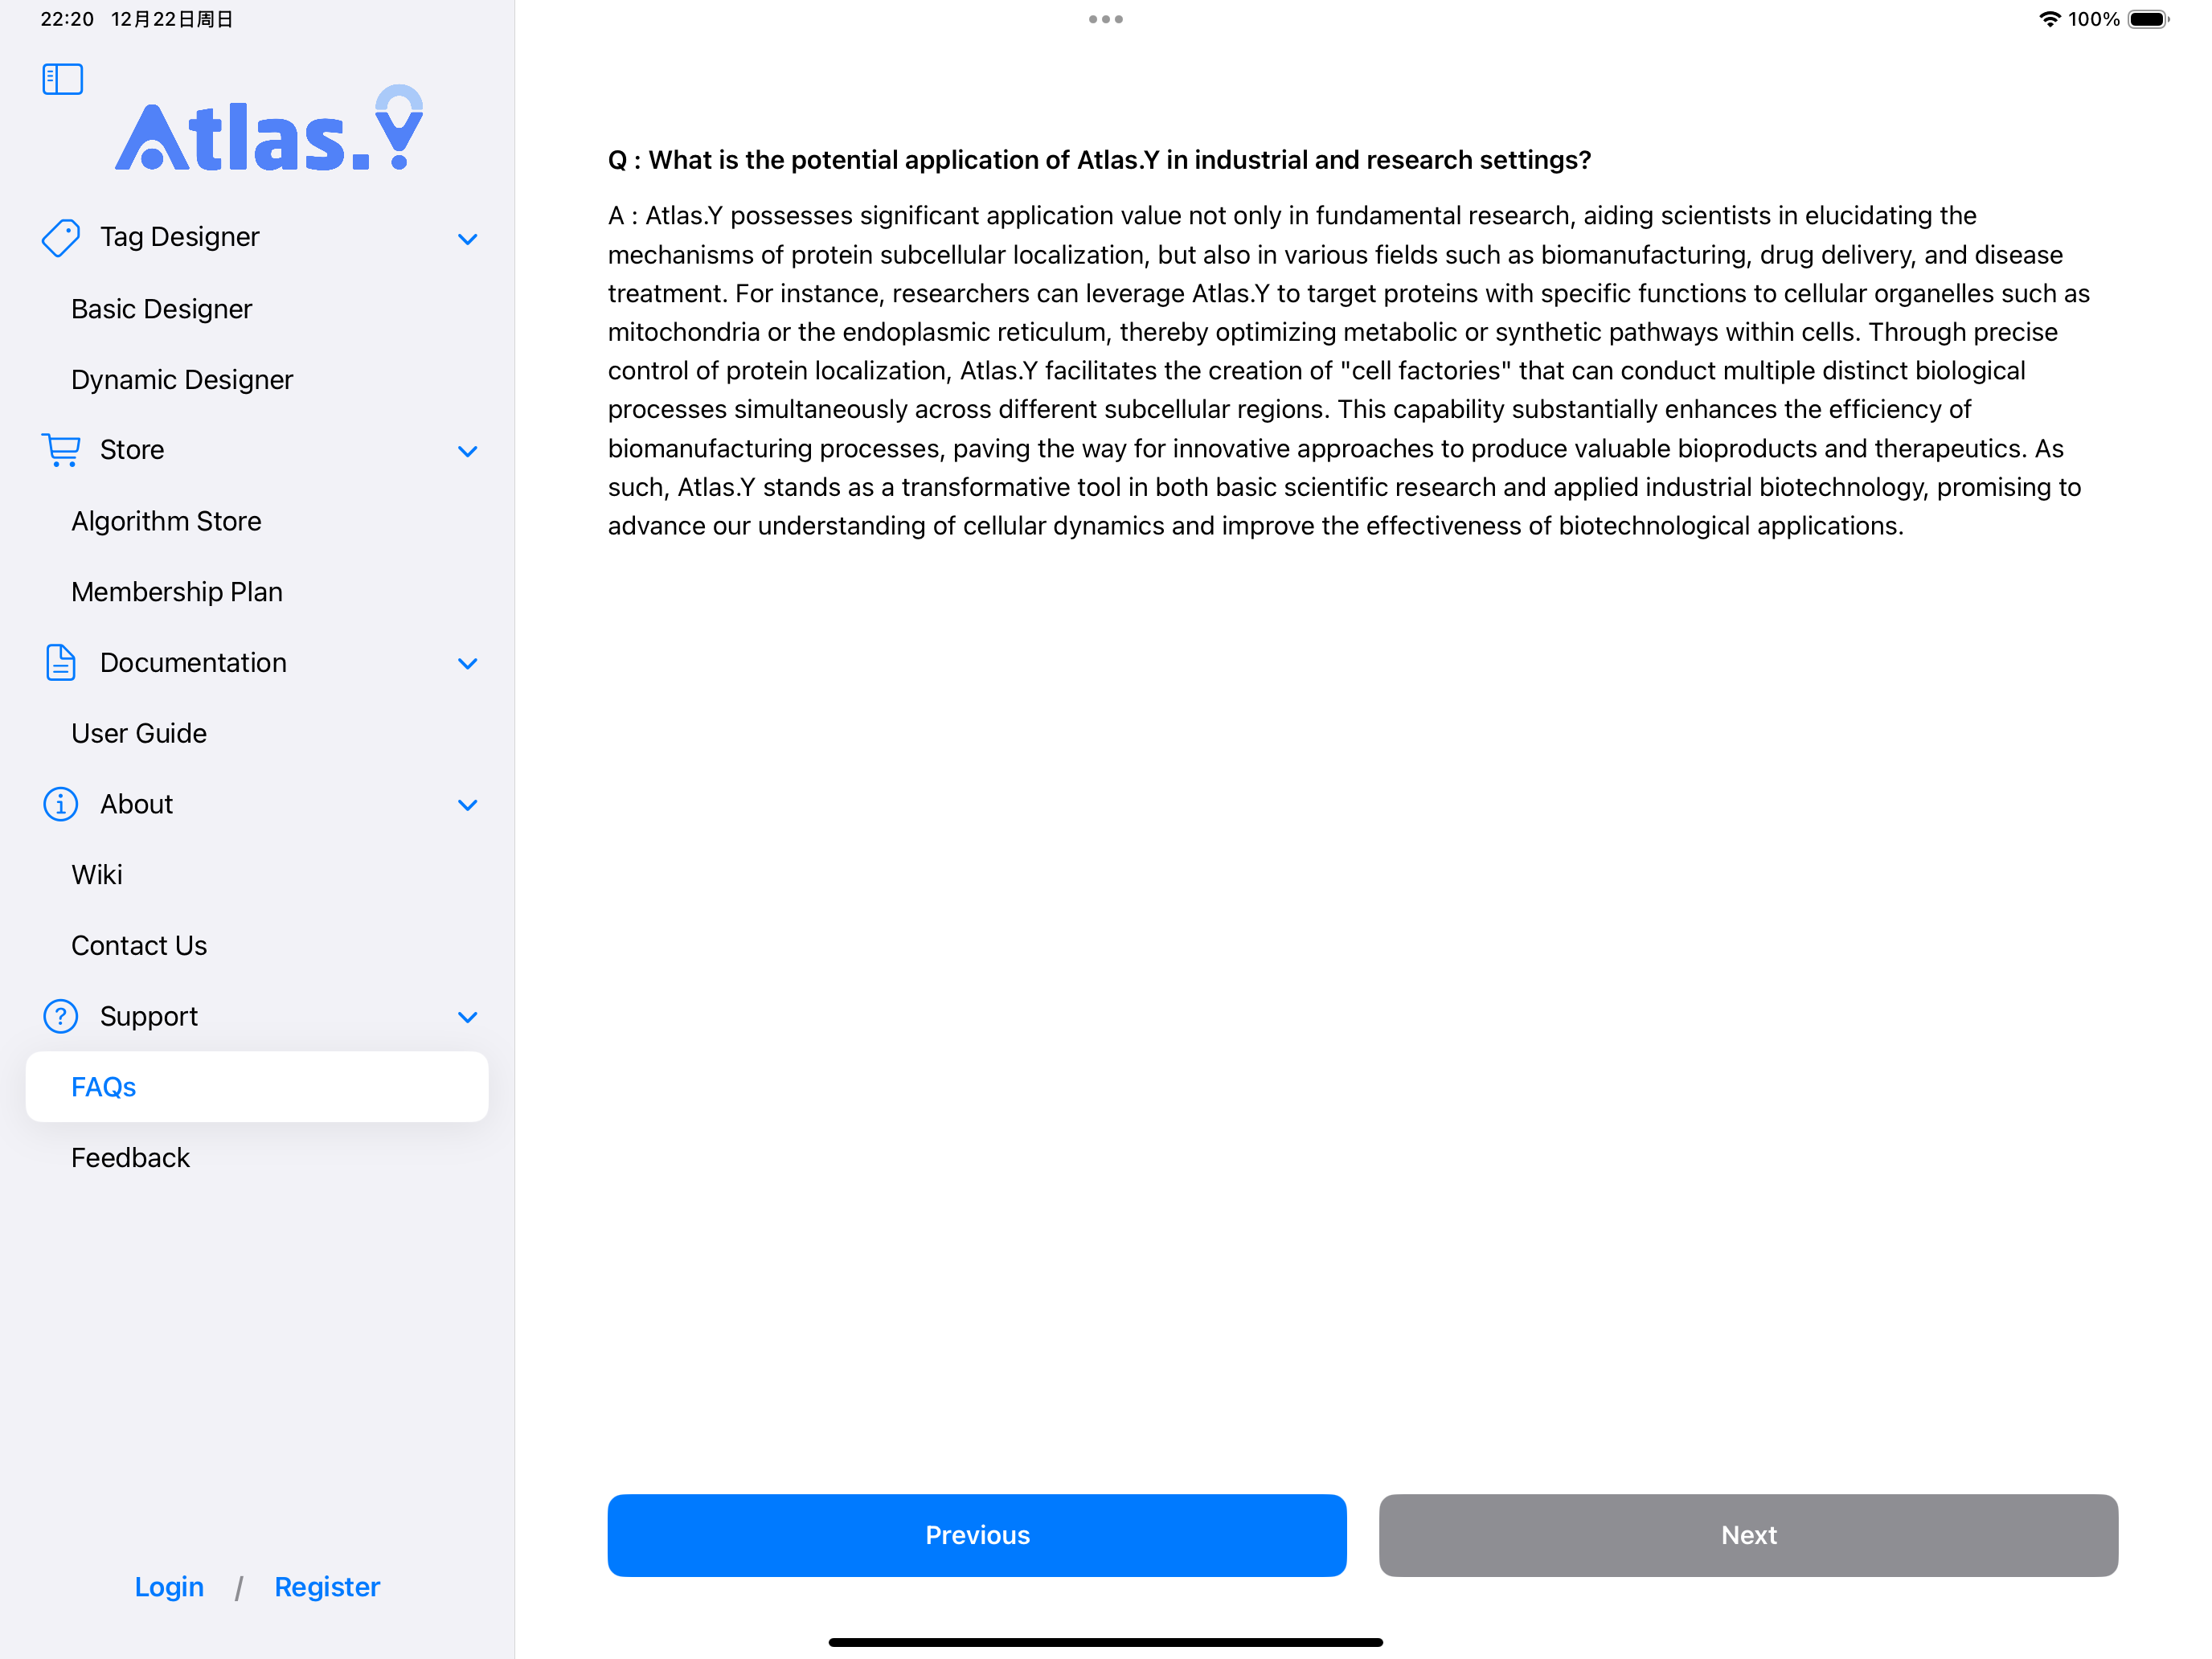 22:20 12月22日周日
100%
Atlas.Y
Tag Designer
Basic Designer
Dynamic Designer
Store
Algorithm Store
Membership Plan
Documentation
User Guide
About
Wiki
Contact Us
Support
FAQs
Feedback
Login / Register
Q : What is the potential application of Atlas.Y in industrial and research settings?
A : Atlas.Y possesses significant application value not only in fundamental research, aiding scientists in elucidating the
mechanisms of protein subcellular localization, but also in various fields such as biomanufacturing, drug delivery, and disease
treatment. For instance, researchers can leverage Atlas.Y to target proteins with specific functions to cellular organelles such as
mitochondria or the endoplasmic reticulum, thereby optimizing metabolic or synthetic pathways within cells. Through precise
control of protein localization, Atlas.Y facilitates the creation of "cell factories" that can conduct multiple distinct biological
processes simultaneously across different subcellular regions. This capability substantially enhances the efficiency of
biomanufacturing processes, paving the way for innovative approaches to produce valuable bioproducts and therapeutics. As
such, Atlas.Y stands as a transformative tool in both basic scientific research and applied industrial biotechnology, promising to
advance our understanding of cellular dynamics and improve the effectiveness of biotechnological applications.
Previous
Next